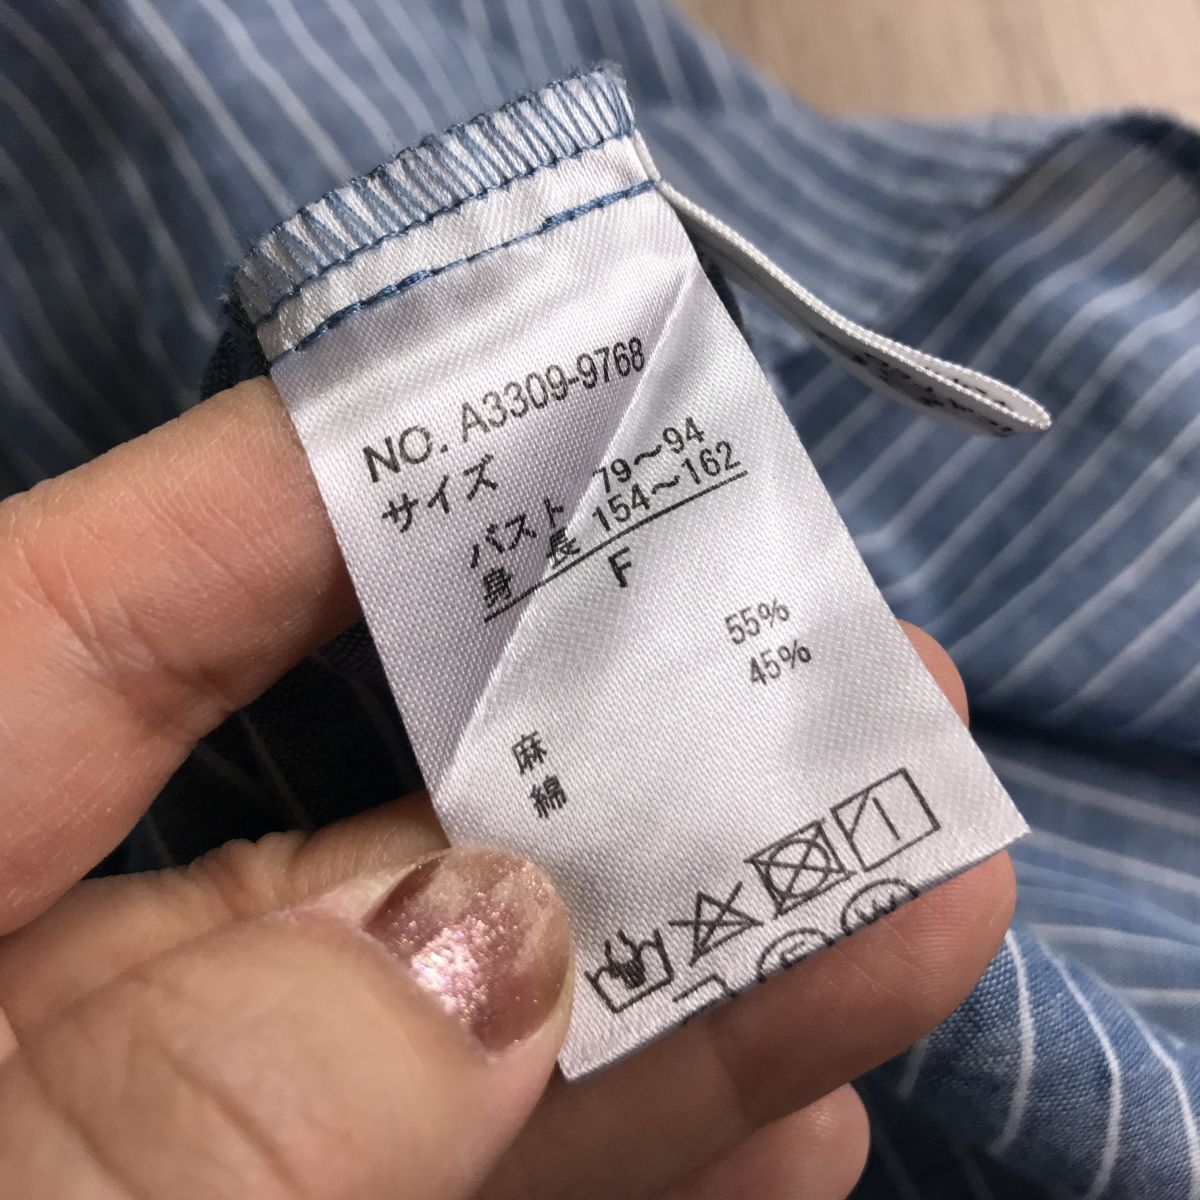 NO. A3309-9768
サイズ
バスト 79～94
身長 154～162
F
麻 55%
綿 45%